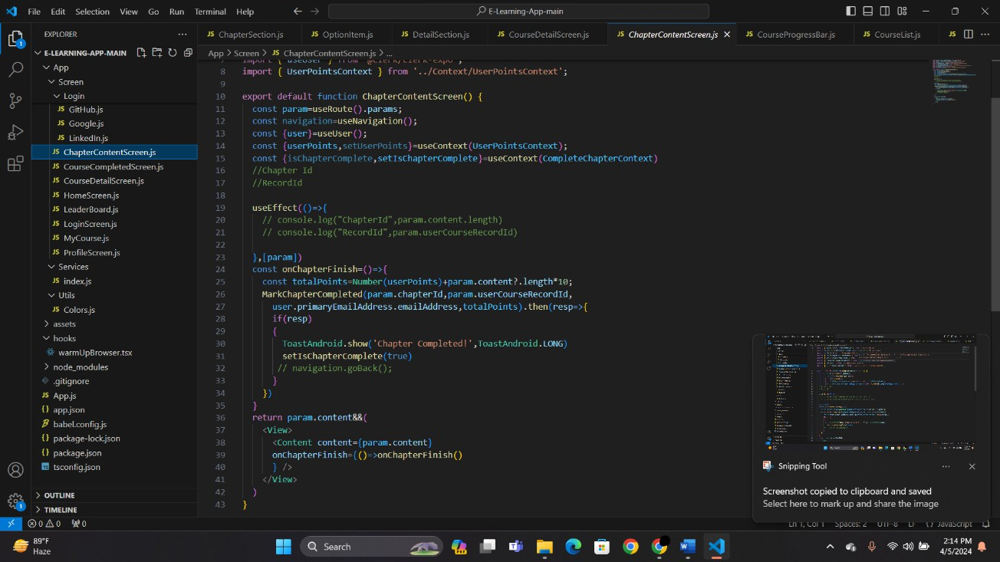 File Edit Selection View Go Run Terminal Help
E-Learning-App-main
EXPLORER
E-LEARNING-APP-MAIN
App
Screen
Login
GitHub.js
Google.js
LinkedIn.js
ChapterContentScreen.js
CourseCompletedScreen.js
CourseDetailScreen.js
HomeScreen.js
LeaderBoard.js
LoginScreen.js
MyCourse.js
ProfileScreen.js
Services
index.js
Utils
Colors.js
assets
hooks
warmUpBrowser.tsx
node_modules
.gitignore
App.js
app.json
babel.config.js
package-lock.json
package.json
tsconfig.json
OUTLINE
TIMELINE
JS ChapterSection.js JS OptionItem.js JS DetailSection.js JS CourseDetailScreen.js JS ChapterContentScreen.js JS CourseProgressBar.js JS CourseList.js JS
App > Screen > JS ChapterContentScreen.js > ...
7 import { useUser } from '@clerk/clerk-expo';
8 import { UserPointsContext } from '../Context/UserPointsContext';
9
10 export default function ChapterContentScreen() {
11 const param=useRoute().params;
12 const navigation=useNavigation();
13 const {user}=useUser();
14 const {userPoints,setUserPoints}=useContext(UserPointsContext);
15 const {isChapterComplete,setIsChapterComplete}=useContext(CompleteChapterContext)
16 //Chapter Id
17 //RecordId
18
19 useEffect(()=>{
20 // console.log("ChapterId",param.content.length)
21 // console.log("RecordId",param.userCourseRecordId)
22
23 },[param])
24 const onChapterFinish=()=>{
25 const totalPoints=Number(userPoints)+param.content?.length*10;
26 MarkChapterCompleted(param.chapterId,param.userCourseRecordId,
27 user.primaryEmailAddress.emailAddress,totalPoints).then(resp=>{
28 if(resp)
29 {
30 ToastAndroid.show('Chapter Completed!',ToastAndroid.LONG)
31 setIsChapterComplete(true)
32 // navigation.goBack();
33 }
34 })
35 }
36 return param.content&&(
37 <View>
38 <Content content={param.content}
39 onChapterFinish={()=>onChapterFinish()
40 } />
41 </View>
42 )
43 }
Snipping Tool
Screenshot copied to clipboard and saved
Select here to mark up and share the image
0 0 0 Ln 1, Col 1 Spaces: 2 UTF-8 LF {} JavaScript
89°F
Haze
Search
2:14 PM
4/5/2024